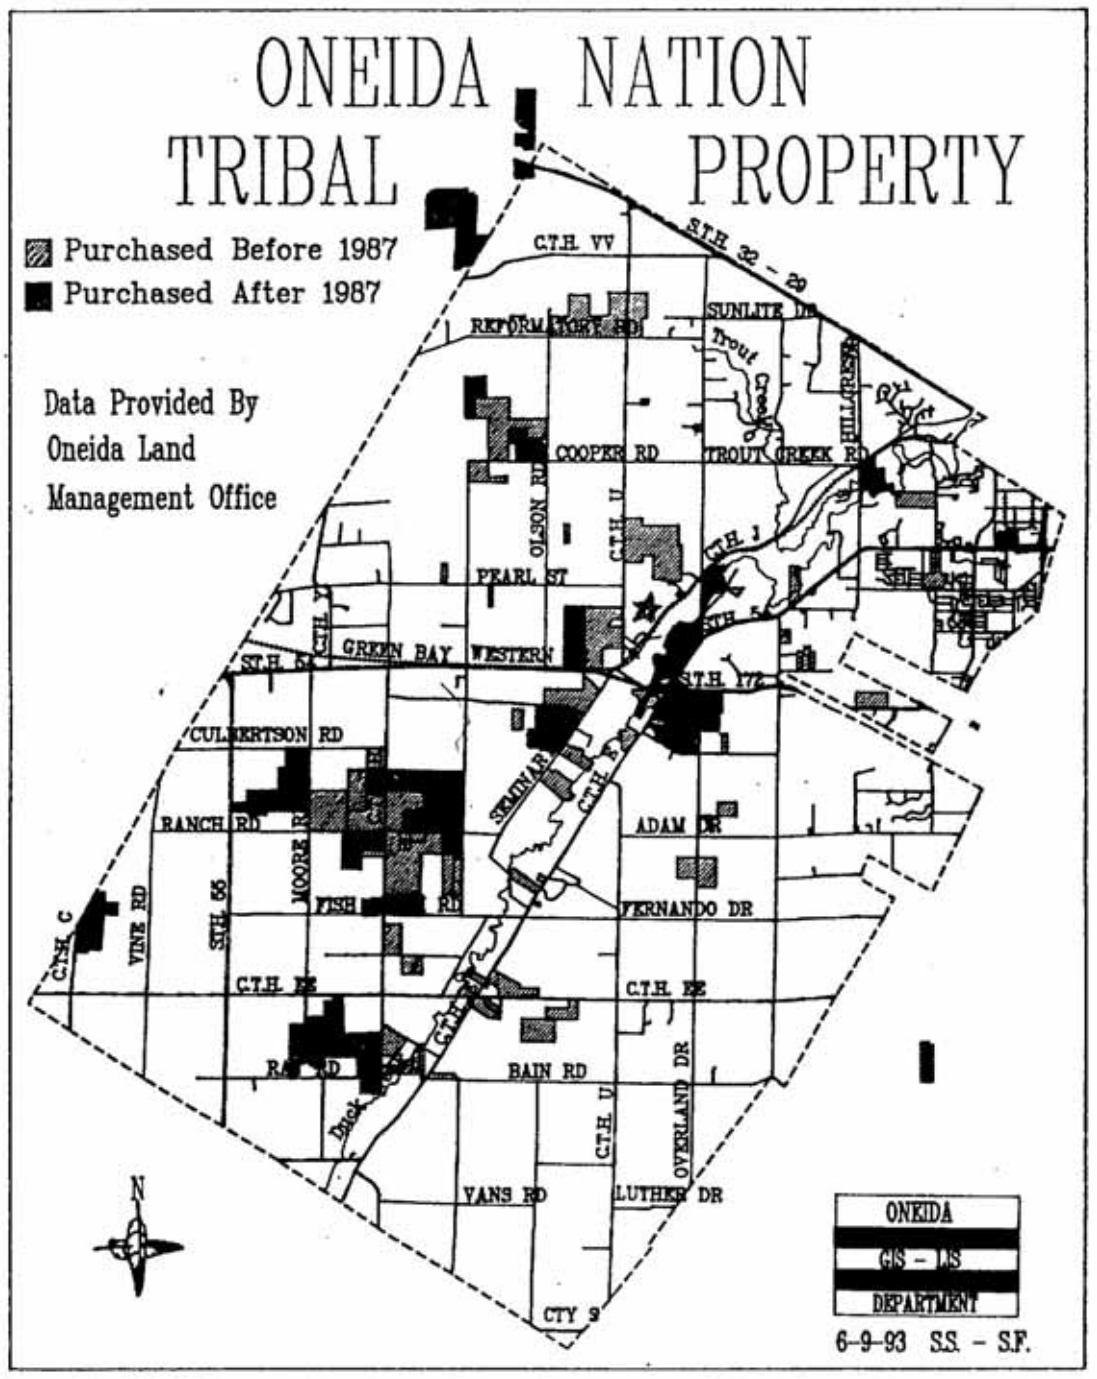 ONEIDA NATION
TRIBAL PROPERTY
Purchased Before 1987
Purchased After 1987
Data Provided By
Oneida Land
Management Office
S.T.H. 32 - 29
C.T.H. VV
SUNLITE DR
REFORMATORY RD
Trout Creek
HILLCREST
COOPER RD
TROUT CREEK RD
OLSON RD
C.T.H. U
C.T.H. J
PEARL ST
C.T.H. Y
S.T.H. 54
GREEN BAY WESTERN
S.T.H. 54
S.T.H. 172
CULBERTSON RD
SEMINARY
C.T.H. E
RANCH RD
ADAM DR
MOORE R
FISH RD
FERNANDO DR
C.T.H. C
VINE RD
S.T.H. 55
C.T.H. EE
C.T.H. EE
C.T.H.
RD
BAIN RD
Duck
C.T.H. U
OVERLAND DR
VANS RD
LUTHER DR
CTY S
N
ONEIDA
GIS - LIS
DEPARTMENT
6-9-93 S.S. - S.F.